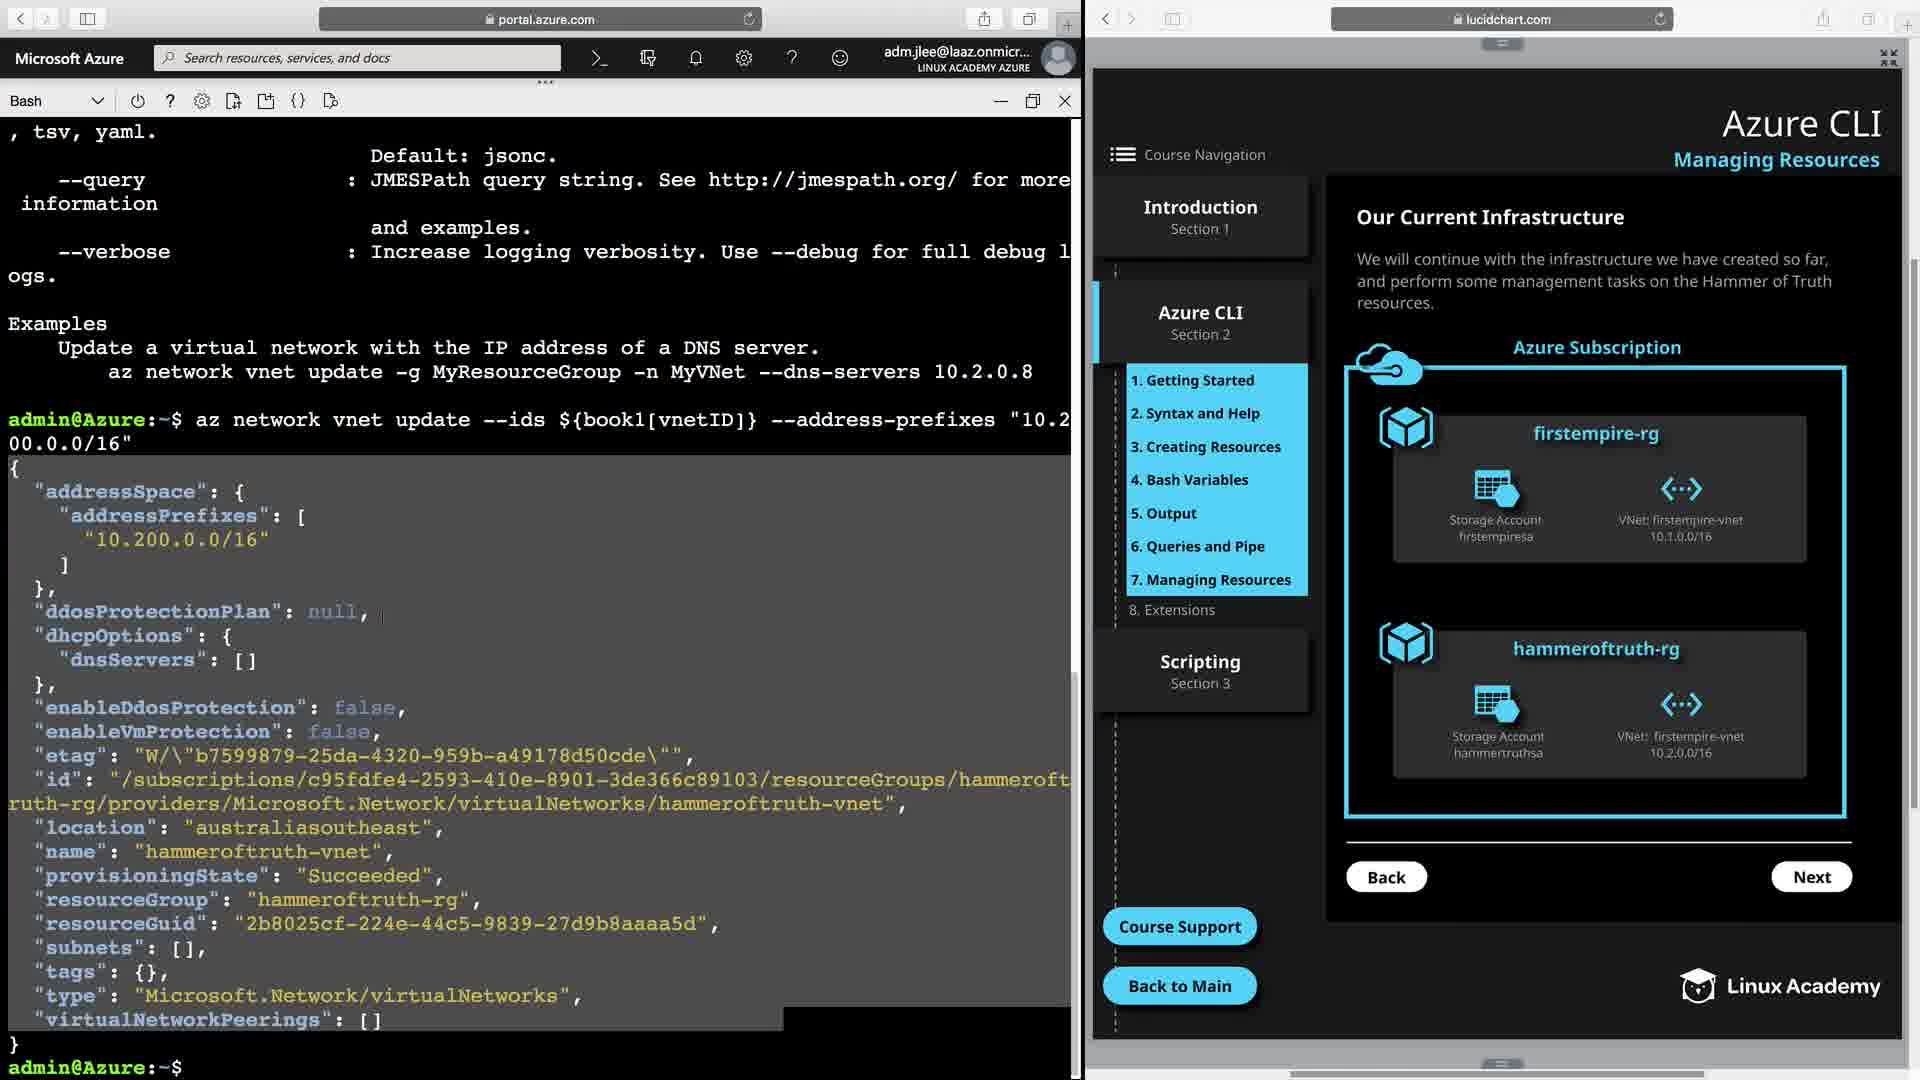 portal.azure.com
Microsoft Azure
Search resources, services, and docs
adm.jlee@laaz.onmicr...
LINUX ACADEMY AZURE
Bash
, tsv, yaml.
Default: jsonc.
--query : JMESPath query string. See http://jmespath.org/ for more
information
and examples.
--verbose : Increase logging verbosity. Use --debug for full debug l
ogs.
Examples
Update a virtual network with the IP address of a DNS server.
az network vnet update -g MyResourceGroup -n MyVNet --dns-servers 10.2.0.8
admin@Azure:~$ az network vnet update --ids ${book1[vnetID]} --address-prefixes "10.2
00.0.0/16"
{
"addressSpace": {
"addressPrefixes": [
"10.200.0.0/16"
]
},
"ddosProtectionPlan": null,
"dhcpOptions": {
"dnsServers": []
},
"enableDdosProtection": false,
"enableVmProtection": false,
"etag": "W/\"b7599879-25da-4320-959b-a49178d50cde\"",
"id": "/subscriptions/c95fdfe4-2593-410e-8901-3de366c89103/resourceGroups/hammeroft
ruth-rg/providers/Microsoft.Network/virtualNetworks/hammeroftruth-vnet",
"location": "australiasoutheast",
"name": "hammeroftruth-vnet",
"provisioningState": "Succeeded",
"resourceGroup": "hammeroftruth-rg",
"resourceGuid": "2b8025cf-224e-44c5-9839-27d9b8aaaa5d",
"subnets": [],
"tags": {},
"type": "Microsoft.Network/virtualNetworks",
"virtualNetworkPeerings": []
}
admin@Azure:~$
lucidchart.com
Azure CLI
Managing Resources
Course Navigation
Introduction
Section 1
Azure CLI
Section 2
1. Getting Started
2. Syntax and Help
3. Creating Resources
4. Bash Variables
5. Output
6. Queries and Pipe
7. Managing Resources
8. Extensions
Scripting
Section 3
Course Support
Back to Main
Our Current Infrastructure
We will continue with the infrastructure we have created so far,
and perform some management tasks on the Hammer of Truth
resources.
Azure Subscription
firstempire-rg
Storage Account
firstempiresa
VNet: firstempire-vnet
10.1.0.0/16
hammeroftruth-rg
Storage Account
hammertruthsa
VNet: firstempire-vnet
10.2.0.0/16
Back
Next
Linux Academy